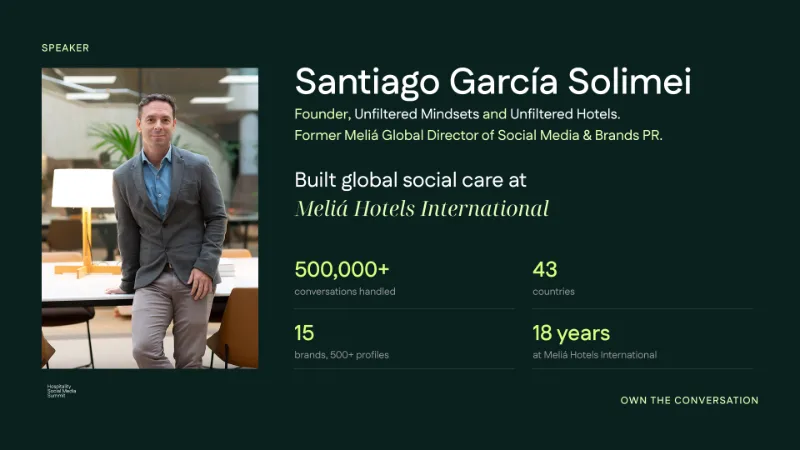 SPEAKER
Santiago García Solimei
Founder, Unfiltered Mindsets and Unfiltered Hotels.
Former Meliá Global Director of Social Media & Brands PR.
Built global social care at
Meliá Hotels International
500,000+
conversations handled
43
countries
15
brands, 500+ profiles
18 years
at Meliá Hotels International
Hospitality
Social Media
Summit
OWN THE CONVERSATION